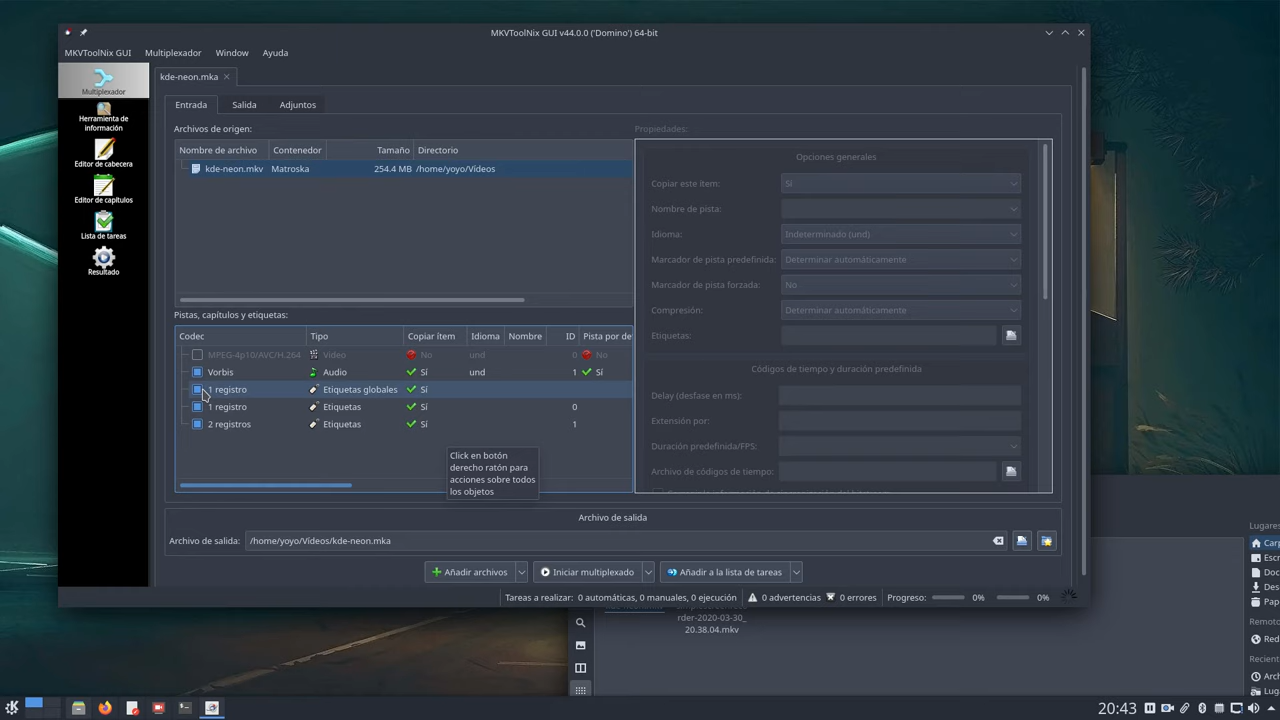 MKVToolNix GUI v44.0.0 ('Domino') 64-bit
MKVToolNix GUI Multiplexador Window Ayuda
Multiplexador
Herramienta de
información
Editor de cabecera
Editor de capítulos
Lista de tareas
Resultado
kde-neon.mka
Entrada Salida Adjuntos
Archivos de origen:
Nombre de archivo Contenedor Tamaño Directorio
kde-neon.mkv Matroska 254.4 MB /home/yoyo/Vídeos
Pistas, capítulos y etiquetas:
Codec Tipo Copiar ítem Idioma Nombre ID Pista por de
MPEG-4p10/AVC/H.264 Video No und 0 No
Vorbis Audio Sí und 1 Sí
1 registro Etiquetas globales Sí
1 registro Etiquetas Sí 0
2 registros Etiquetas Sí 1
Click en botón
derecho ratón para
acciones sobre todos
los objetos
Propiedades:
Opciones generales
Copiar este ítem: Sí
Nombre de pista:
Idioma: Indeterminado (und)
Marcador de pista predefinida: Determinar automáticamente
Marcador de pista forzada: No
Compresión: Determinar automáticamente
Etiquetas:
Códigos de tiempo y duración predefinida
Delay (desfase en ms):
Extensión por:
Duración predefinida/FPS:
Archivo de códigos de tiempo:
Archivo de salida
Archivo de salida: /home/yoyo/Vídeos/kde-neon.mka
Añadir archivos Iniciar multiplexado Añadir a la lista de tareas
Tareas a realizar: 0 automáticas, 0 manuales, 0 ejecución 0 advertencias 0 errores Progreso: 0% 0%
rder-2020-03-30_
20.38.04.mkv
Lugares
Carp
Escr
Doc
Des
Pap
Remoto
Red
Recien
Arch
Lug
20:43